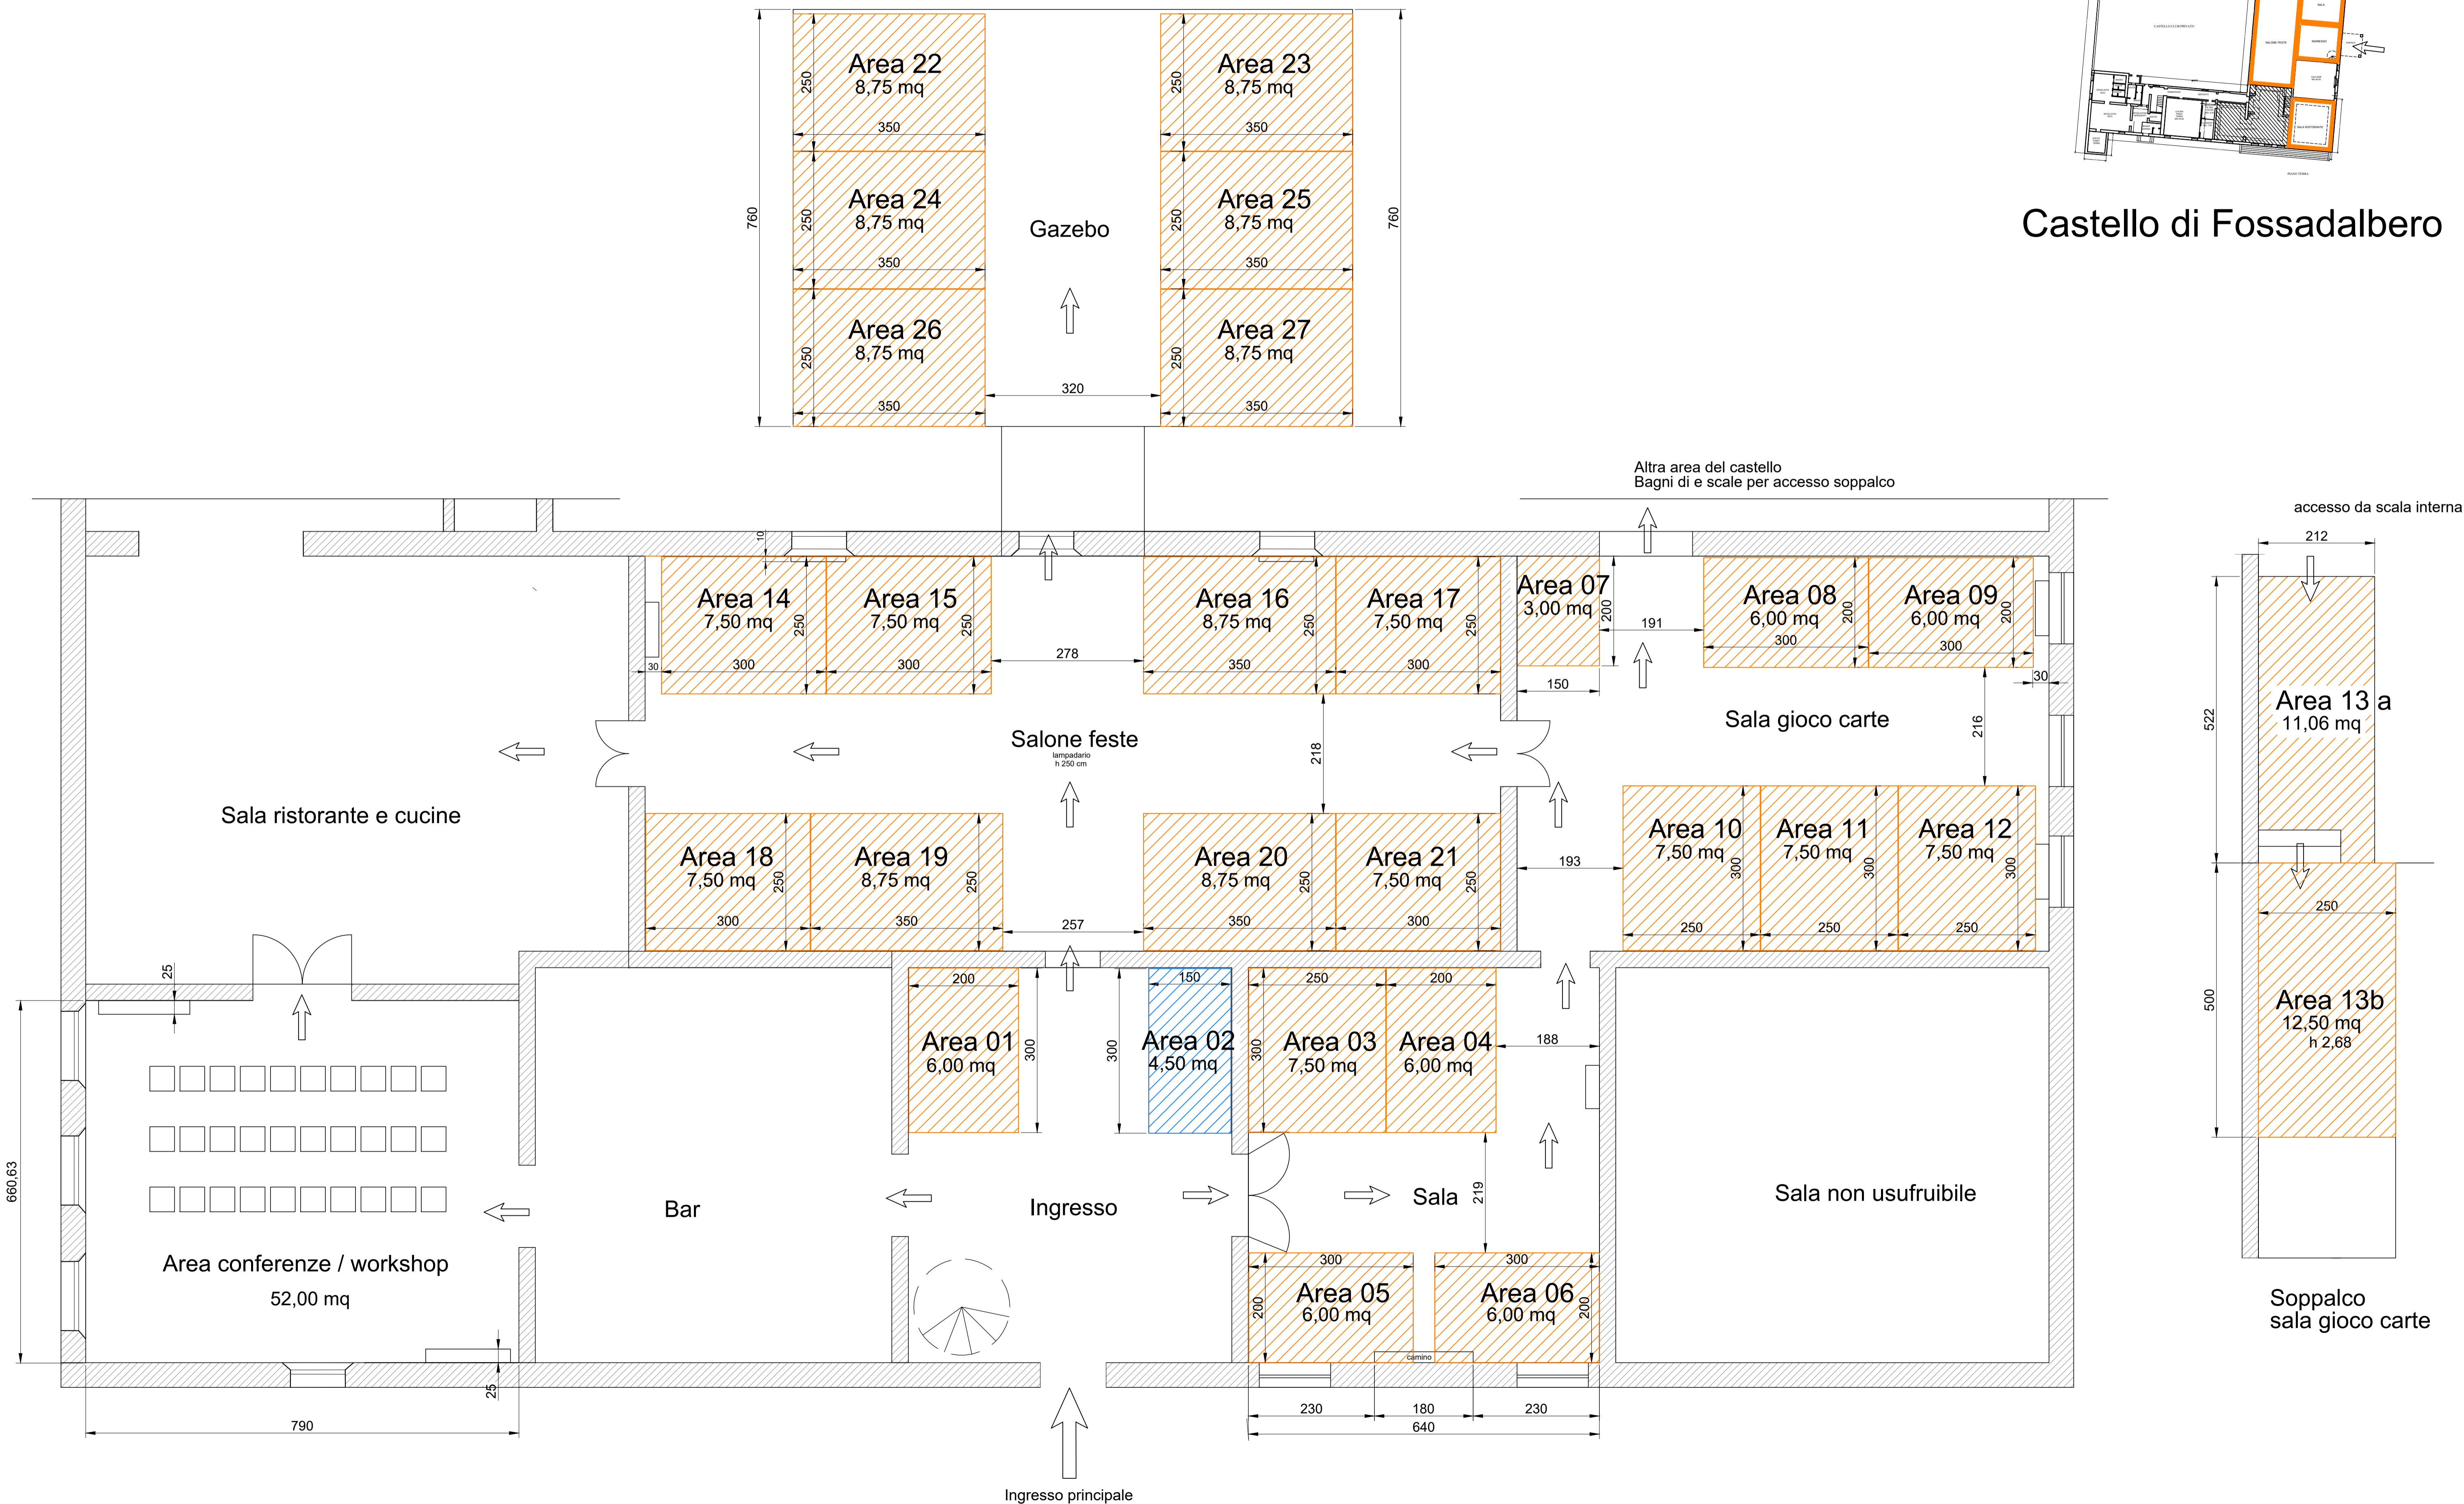 SALA
CASTELLO CUORPRIVATO
SALONE FESTE
INGRESSO
SALA RISTORANTE
PIANO TERRA
Castello di Fossadalbero
Area 22
8,75 mq
250
350
Area 23
8,75 mq
250
350
Area 24
8,75 mq
250
350
Area 25
8,75 mq
250
350
760
Gazebo
760
Area 26
8,75 mq
250
350
320
Area 27
8,75 mq
250
350
Altra area del castello
Bagni di e scale per accesso soppalco
accesso da scala interna
10
Area 14
7,50 mq
250
30
300
Area 15
7,50 mq
250
300
278
Area 16
8,75 mq
250
350
Area 17
7,50 mq
250
300
Area 07
3,00 mq
200
150
191
Area 08
6,00 mq
200
300
Area 09
6,00 mq
200
300
30
212
522
Area 13 a
11,06 mq
Salone feste
lampadario
h 250 cm
218
Sala gioco carte
216
Sala ristorante e cucine
Area 18
7,50 mq
250
300
Area 19
8,75 mq
250
350
257
Area 20
8,75 mq
250
350
Area 21
7,50 mq
250
300
193
Area 10
7,50 mq
300
250
Area 11
7,50 mq
300
250
Area 12
7,50 mq
300
250
250
500
Area 13b
12,50 mq
h 2,68
25
200
Area 01
6,00 mq
300
150
Area 02
4,50 mq
300
250
Area 03
7,50 mq
300
200
Area 04
6,00 mq
188
660,63
Bar
Ingresso
Sala
219
Sala non usufruibile
Area conferenze / workshop
52,00 mq
25
300
Area 05
6,00 mq
200
300
Area 06
6,00 mq
200
camino
Soppalco
sala gioco carte
790
230
180
230
640
Ingresso principale